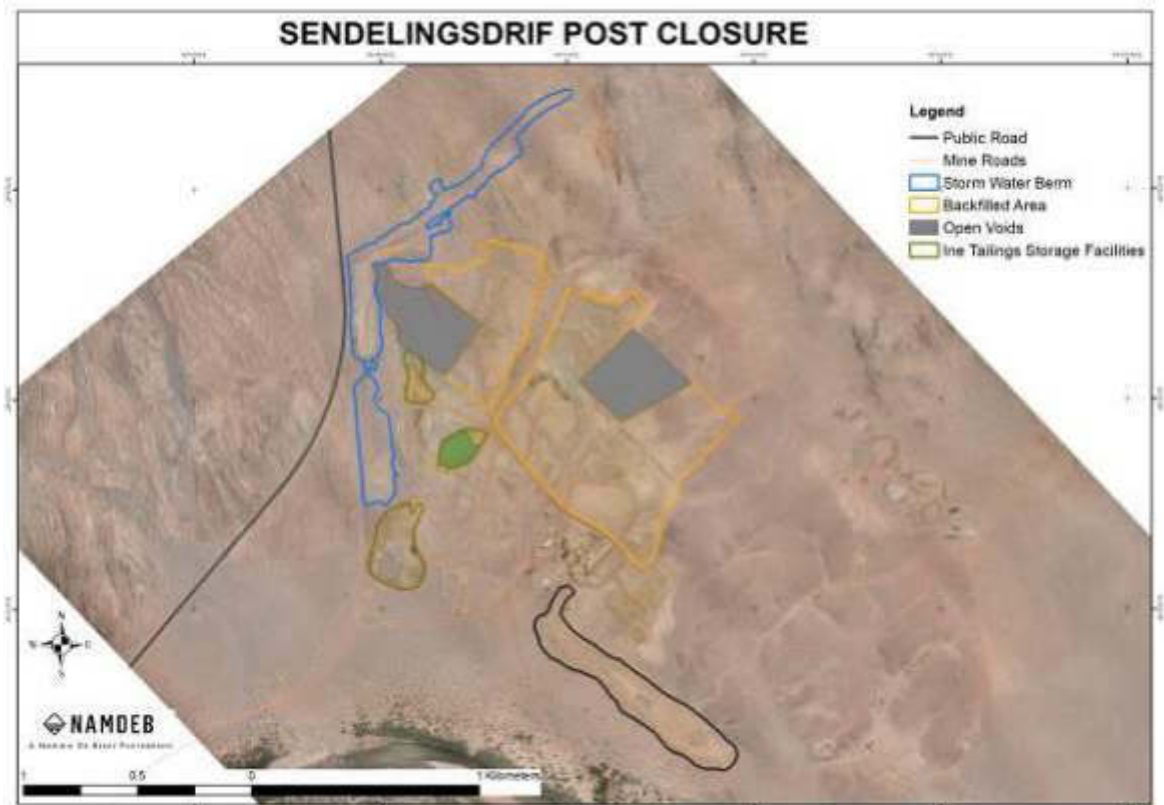 SENDELINGSDRIF POST CLOSURE
Legend
Public Road
Mine Roads
Storm Water Berm
Backfilled Area
Open Voids
Ine Tailings Storage Facilities
N
W E
S
NAMDEB
1 0.5 0 1 Kilometers